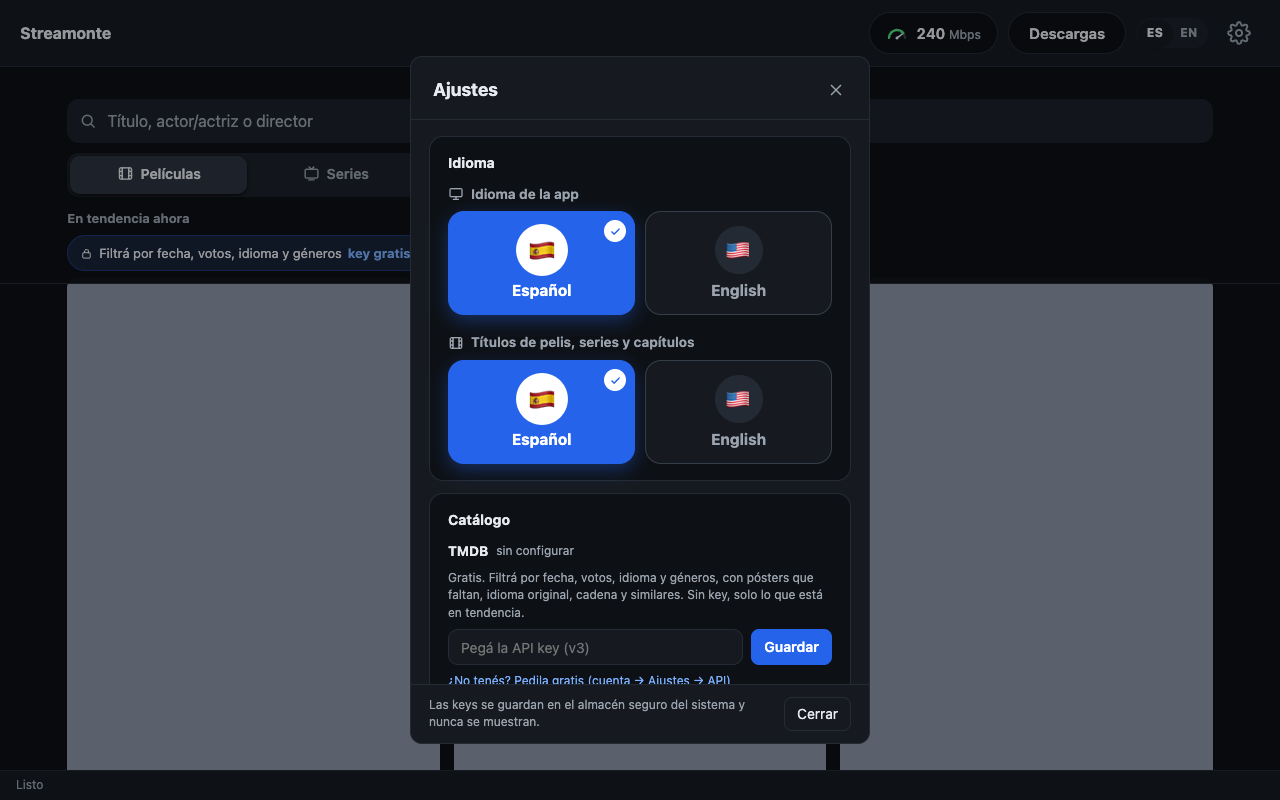 Streamonte
240 Mbps
Descargas
ES EN
Ajustes
Título, actor/actriz o director
Películas
Series
En tendencia ahora
Filtrá por fecha, votos, idioma y géneros key gratis
Idioma
Idioma de la app
Español
English
Títulos de pelis, series y capítulos
Español
English
Catálogo
TMDB sin configurar
Gratis. Filtrá por fecha, votos, idioma y géneros, con pósters que
faltan, idioma original, cadena y similares. Sin key, solo lo que está
en tendencia.
Pegá la API key (v3)
Guardar
¿No tenés? Pedila gratis (cuenta → Ajustes → API)
Las keys se guardan en el almacén seguro del sistema y
nunca se muestran.
Cerrar
Listo